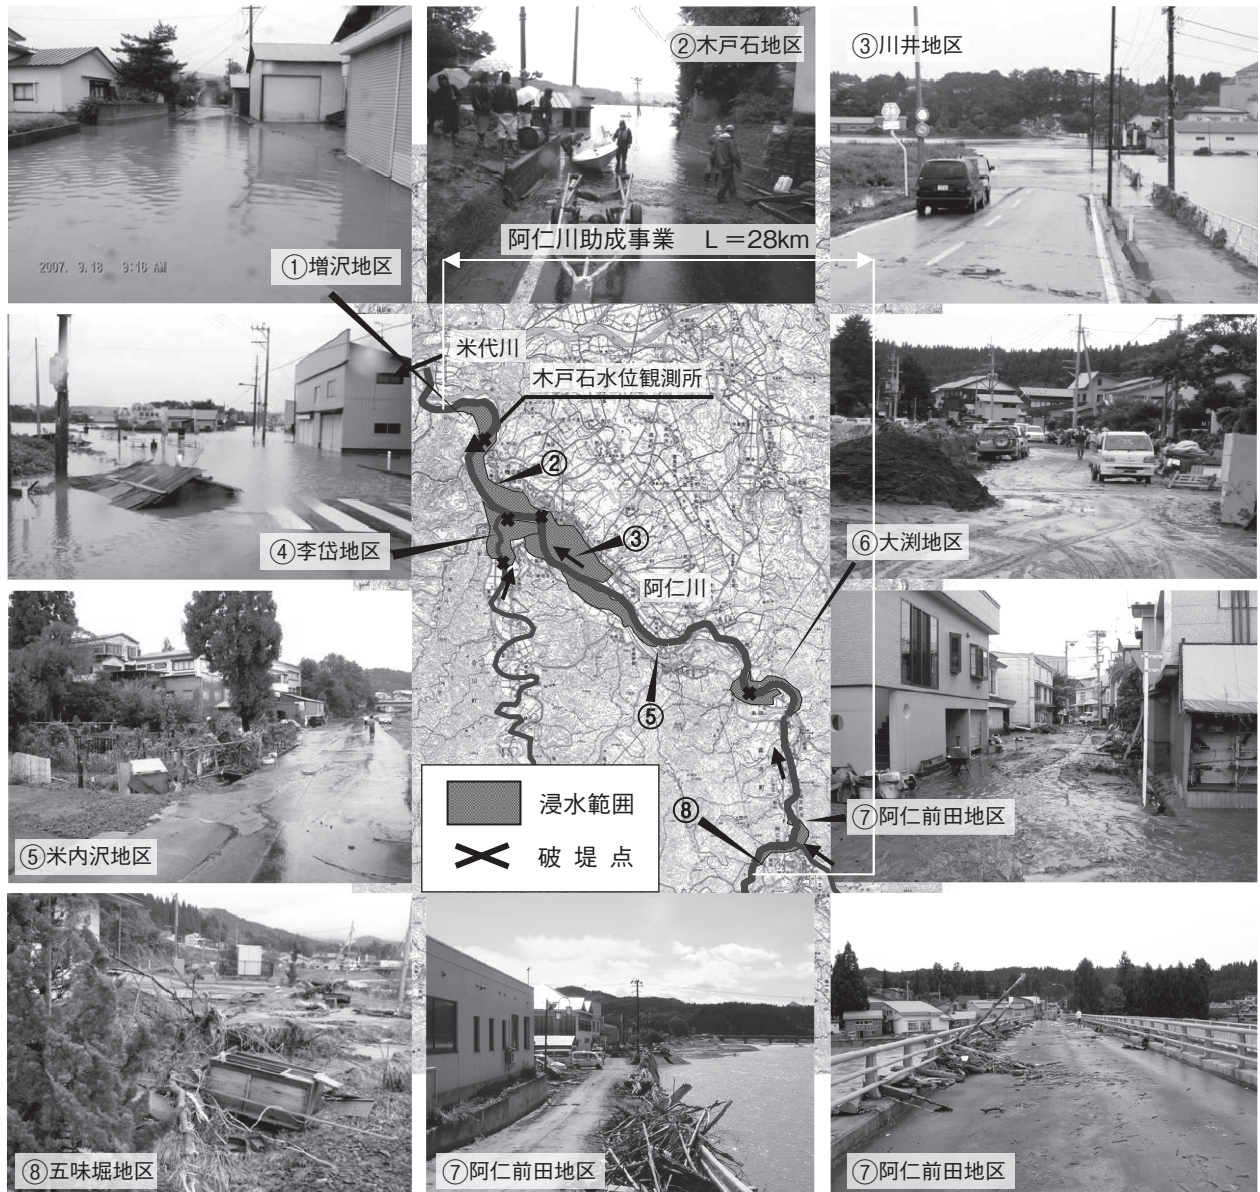 ②木戸石地区
③川井地区
24
阿仁川助成事業 L=28km
2007. 9.18 9:16 AM
①増沢地区
米代川
木戸石水位観測所
②
④李岱地区
③
⑥大渕地区
阿仁川
⑤
浸水範囲
⑧
⑦阿仁前田地区
⑤米内沢地区
破堤点
⑧五味堀地区
⑦阿仁前田地区
⑦阿仁前田地区